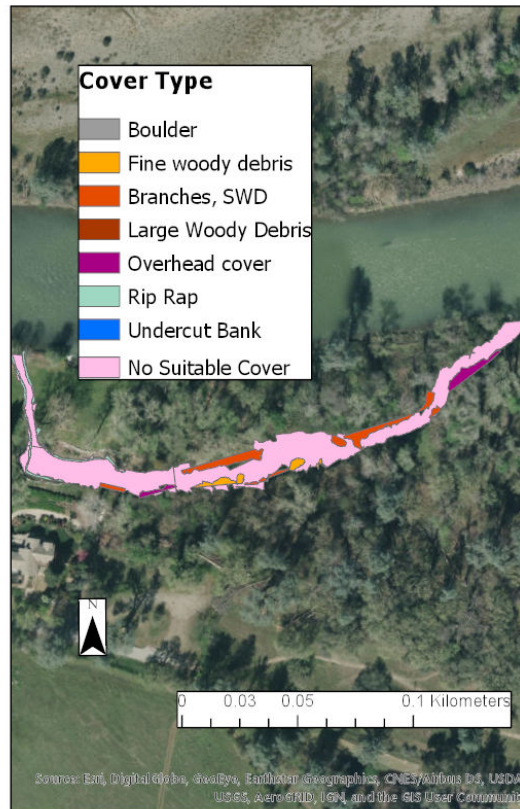 Cover Type
Boulder
Fine woody debris
Branches, SWD
Large Woody Debris
Overhead cover
Rip Rap
Undercut Bank
No Suitable Cover
N
0 0.03 0.05 0.1 Kilometers
Source: Esri, DigitalGlobe, GeoEye, Earthstar Geographics, CNES/Airbus DS, USDA
USGS, AeroGRID, IGN, and the GIS User Communit